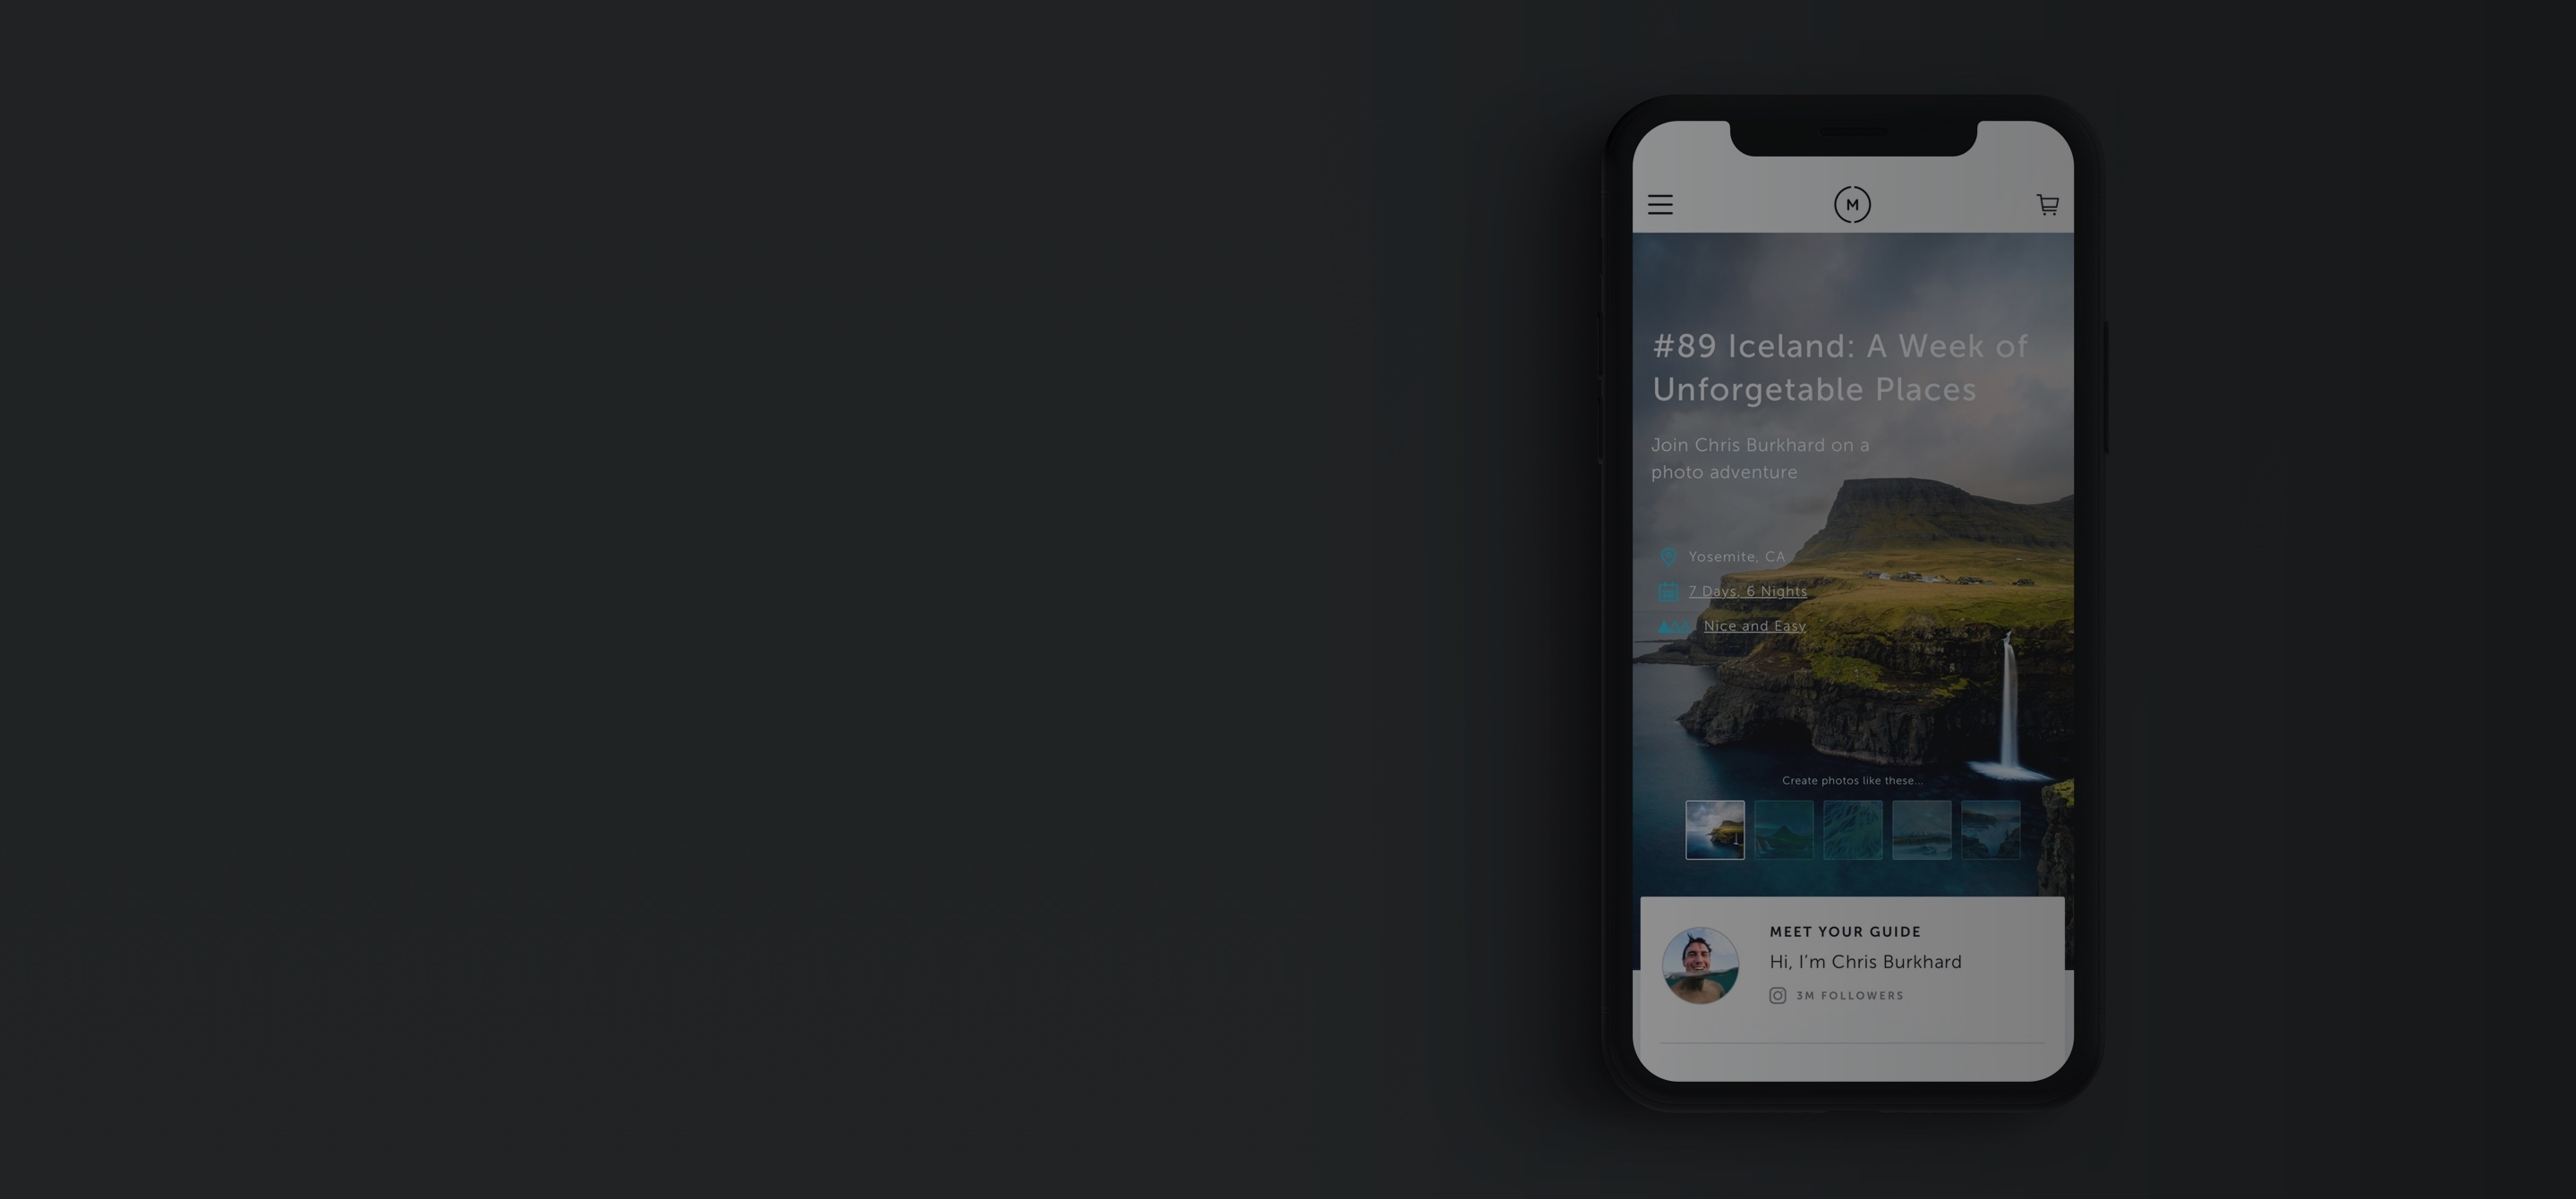 M
#89 Iceland: A Week of
Unforgetable Places
Join Chris Burkhard on a
photo adventure
Yosemite, CA
7 Days, 6 Nights
Nice and Easy
Create photos like these...
MEET YOUR GUIDE
Hi, I'm Chris Burkhard
3M FOLLOWERS